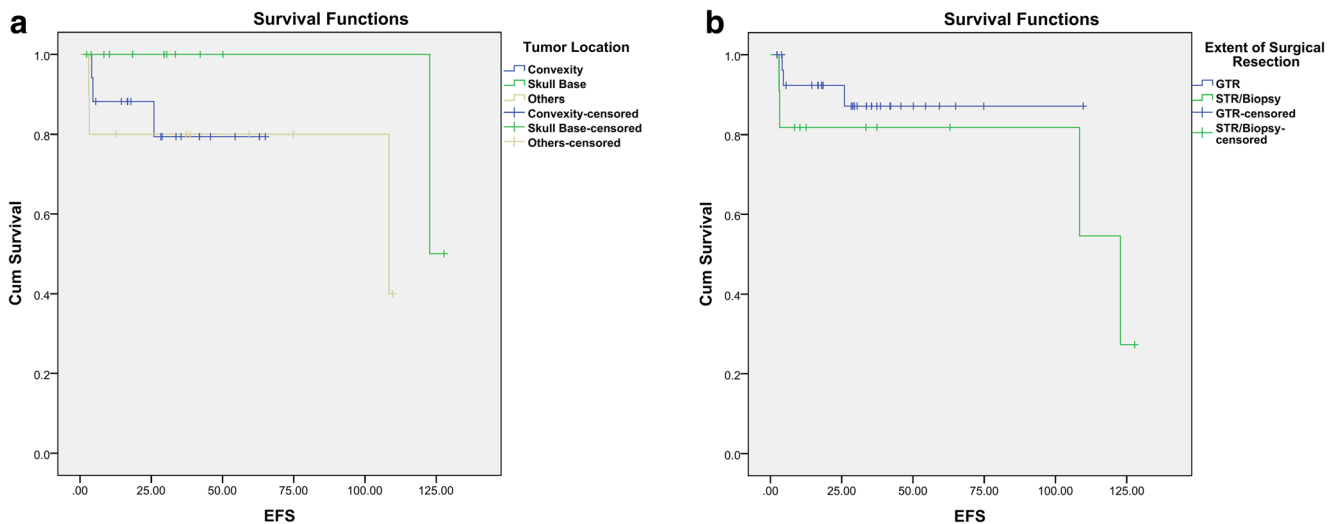 a
Survival Functions
1.0
0.8
0.6
0.4
0.2
0.0
Cum Survival
.00 25.00 50.00 75.00 100.00 125.00
EFS
Tumor Location
Convexity
Skull Base
Others
Convexity-censored
Skull Base-censored
Others-censored
b
Survival Functions
1.0
0.8
0.6
0.4
0.2
0.0
Cum Survival
.00 25.00 50.00 75.00 100.00 125.00
EFS
Extent of Surgical
Resection
GTR
STR/Biopsy
GTR-censored
STR/Biopsy-
censored